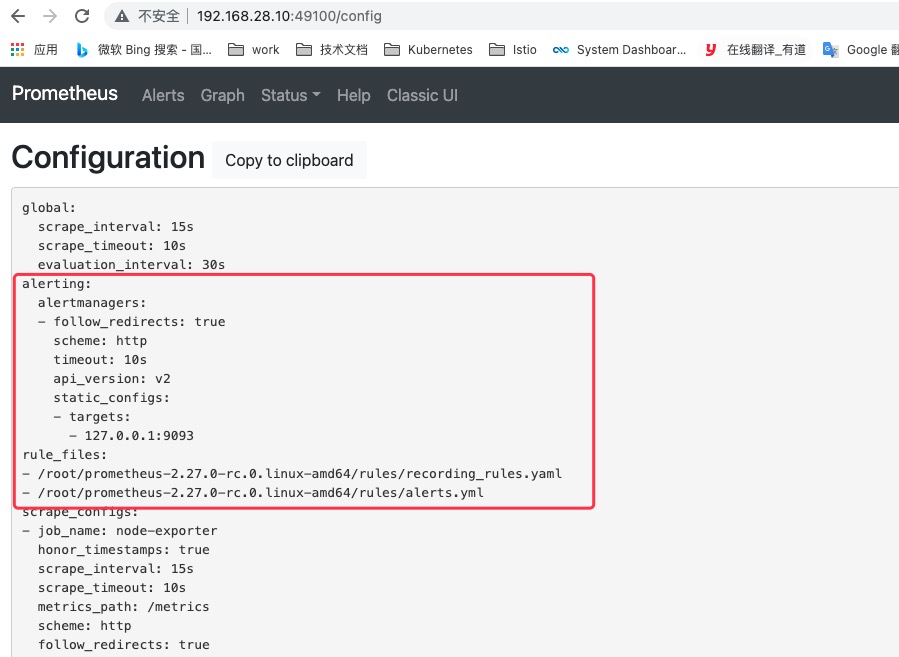 不安全 192.168.28.10:49100/config
应用 微软 Bing 搜索 - 国... work 技术文档 Kubernetes Istio System Dashboar... 在线翻译_有道 Google
Prometheus Alerts Graph Status Help Classic UI
Configuration Copy to clipboard
global:
  scrape_interval: 15s
  scrape_timeout: 10s
  evaluation_interval: 30s
alerting:
  alertmanagers:
  - follow_redirects: true
    scheme: http
    timeout: 10s
    api_version: v2
    static_configs:
    - targets:
      - 127.0.0.1:9093
rule_files:
- /root/prometheus-2.27.0-rc.0.linux-amd64/rules/recording_rules.yaml
- /root/prometheus-2.27.0-rc.0.linux-amd64/rules/alerts.yml
scrape_configs:
- job_name: node-exporter
  honor_timestamps: true
  scrape_interval: 15s
  scrape_timeout: 10s
  metrics_path: /metrics
  scheme: http
  follow_redirects: true